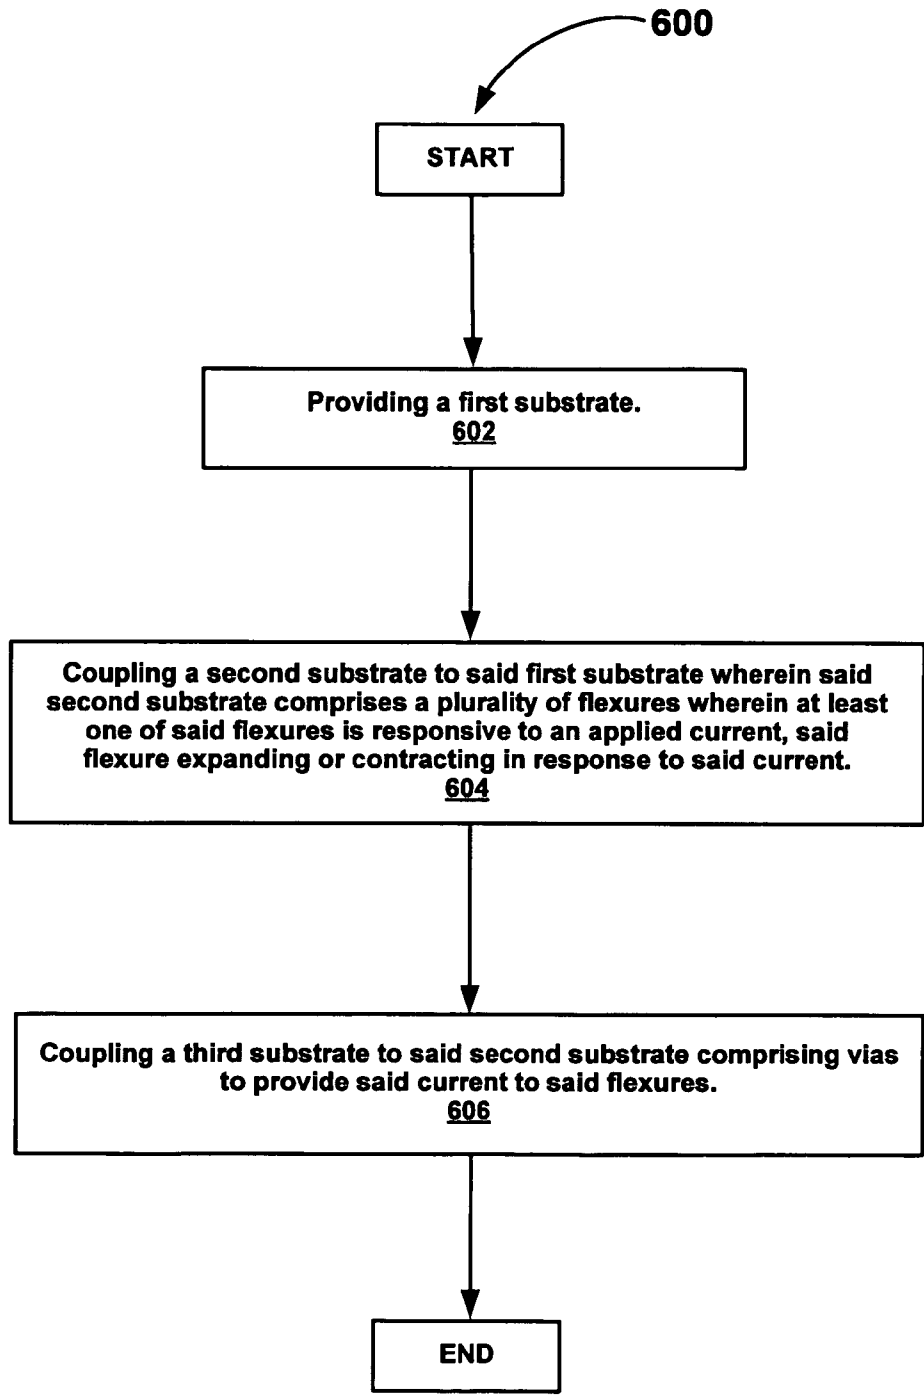 600
START
Providing a first substrate.
602
Coupling a second substrate to said first substrate wherein said
second substrate comprises a plurality of flexures wherein at least
one of said flexures is responsive to an applied current, said
flexure expanding or contracting in response to said current.
604
Coupling a third substrate to said second substrate comprising vias
to provide said current to said flexures.
606
END